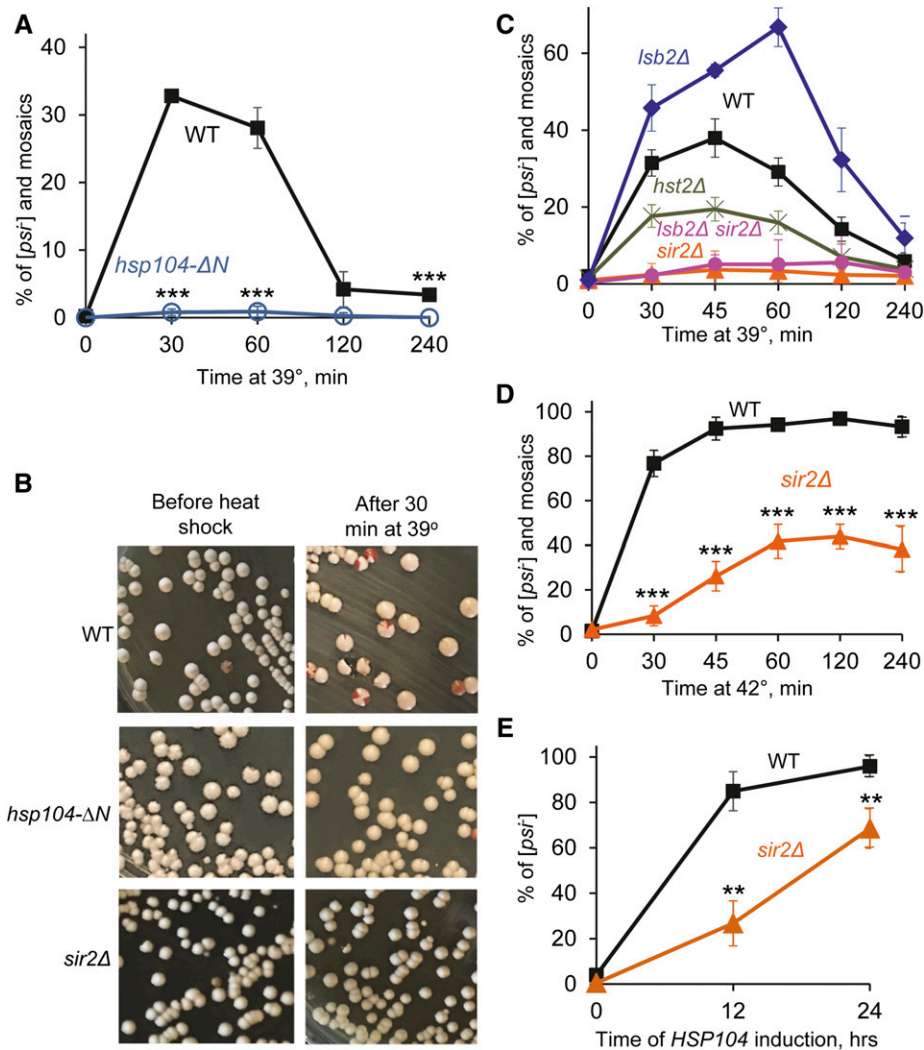 A
% of [psi⁻] and mosaics
40
30
20
10
0
WT
hsp104-ΔN
***
***
***
0 30 60 120 240
Time at 39°, min
B
Before heat
shock
After 30
min at 39º
WT
hsp104-ΔN
sir2Δ
C
% of [psi⁻] and mosaics
60
40
20
0
lsb2Δ
WT
hst2Δ
lsb2Δ sir2Δ
sir2Δ
0 30 45 60 120 240
Time at 39°, min
D
% of [psi⁻] and mosaics
100
80
60
40
20
0
WT
sir2Δ
***
***
***
***
***
0 30 45 60 120 240
Time at 42°, min
E
% of [psi⁻]
100
80
60
40
20
0
WT
sir2Δ
**
**
0 12 24
Time of HSP104 induction, hrs